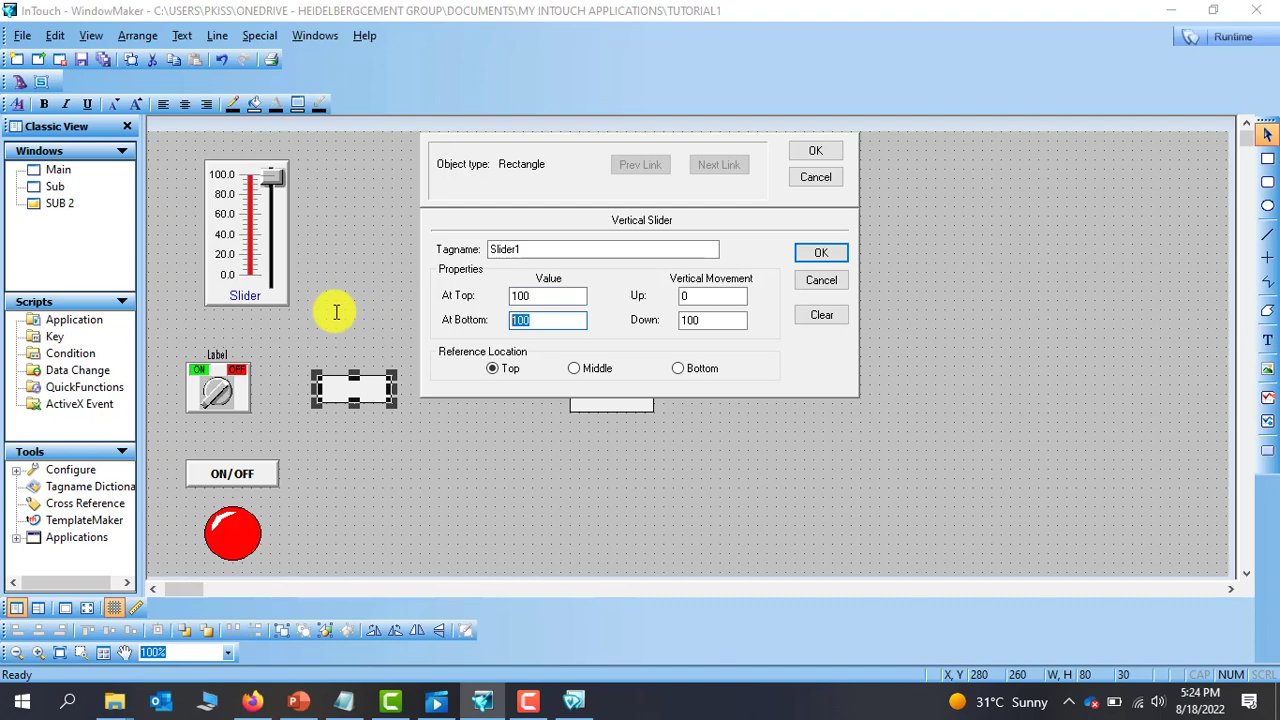 InTouch - WindowMaker - C:\USERS\PKISS\ONEDRIVE - HEIDELBERGCEMENT GROUP\DOCUMENTS\MY INTOUCH APPLICATIONS\TUTORIAL1
File Edit View Arrange Text Line Special Windows Help
Runtime
Classic View
Windows
Main
Sub
SUB 2
Scripts
Application
Key
Condition
Data Change
QuickFunctions
ActiveX Event
Tools
Configure
Tagname Dictiona
Cross Reference
TemplateMaker
Applications
100.0
80.0
60.0
40.0
20.0
0.0
Slider
Label
ON OFF
ON/OFF
Object type: Rectangle
Prev Link Next Link
OK
Cancel
Vertical Slider
Tagname: Slider1
OK
Properties
Value Vertical Movement
Cancel
At Top: 100 Up: 0
Clear
At Bottom: 100 Down: 100
Reference Location
Top Middle Bottom
100%
Ready X, Y 280 260 W, H 80 30 CAP NUM SCRL
31°C Sunny
5:24 PM
8/18/2022